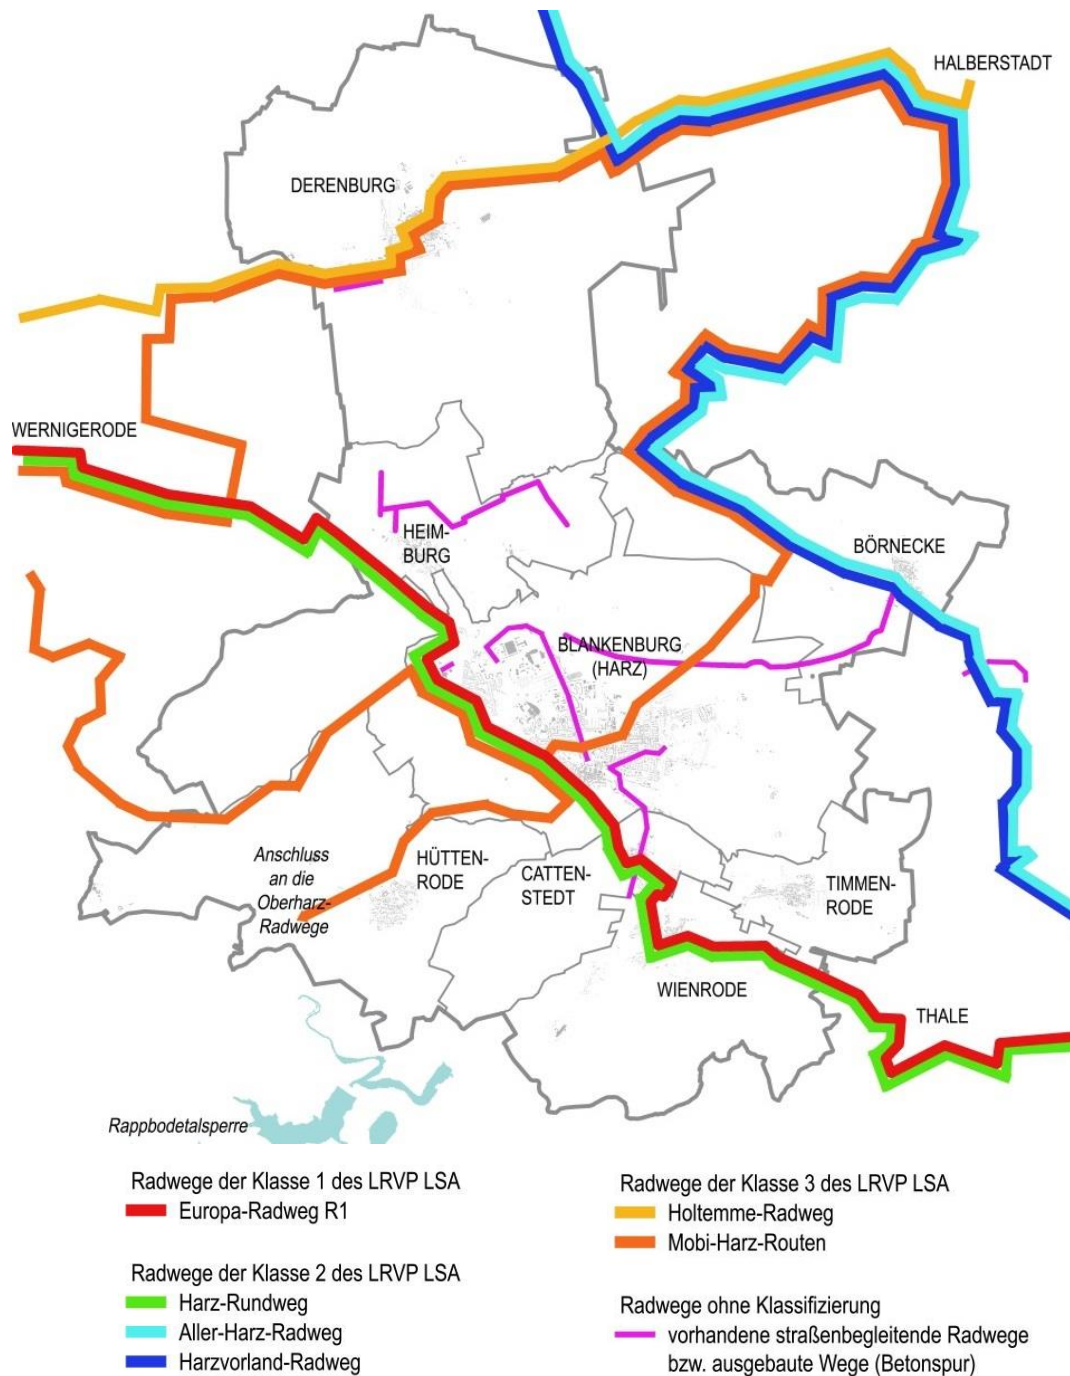 HALBERSTADT
DERENBURG
WERNIGERODE
HEIM-
BURG
BÖRNECKE
BLANKENBURG
(HARZ)
Anschluss
an die
Oberharz-
Radwege
HÜTTEN-
RODE
CATTEN-
STEDT
TIMMEN-
RODE
WIENRODE
THALE
Rappbodetalsperre
Radwege der Klasse 1 des LRVP LSA
Europa-Radweg R1
Radwege der Klasse 2 des LRVP LSA
Harz-Rundweg
Aller-Harz-Radweg
Harzvorland-Radweg
Radwege der Klasse 3 des LRVP LSA
Holtemme-Radweg
Mobi-Harz-Routen
Radwege ohne Klassifizierung
vorhandene straßenbegleitende Radwege
bzw. ausgebaute Wege (Betonspur)